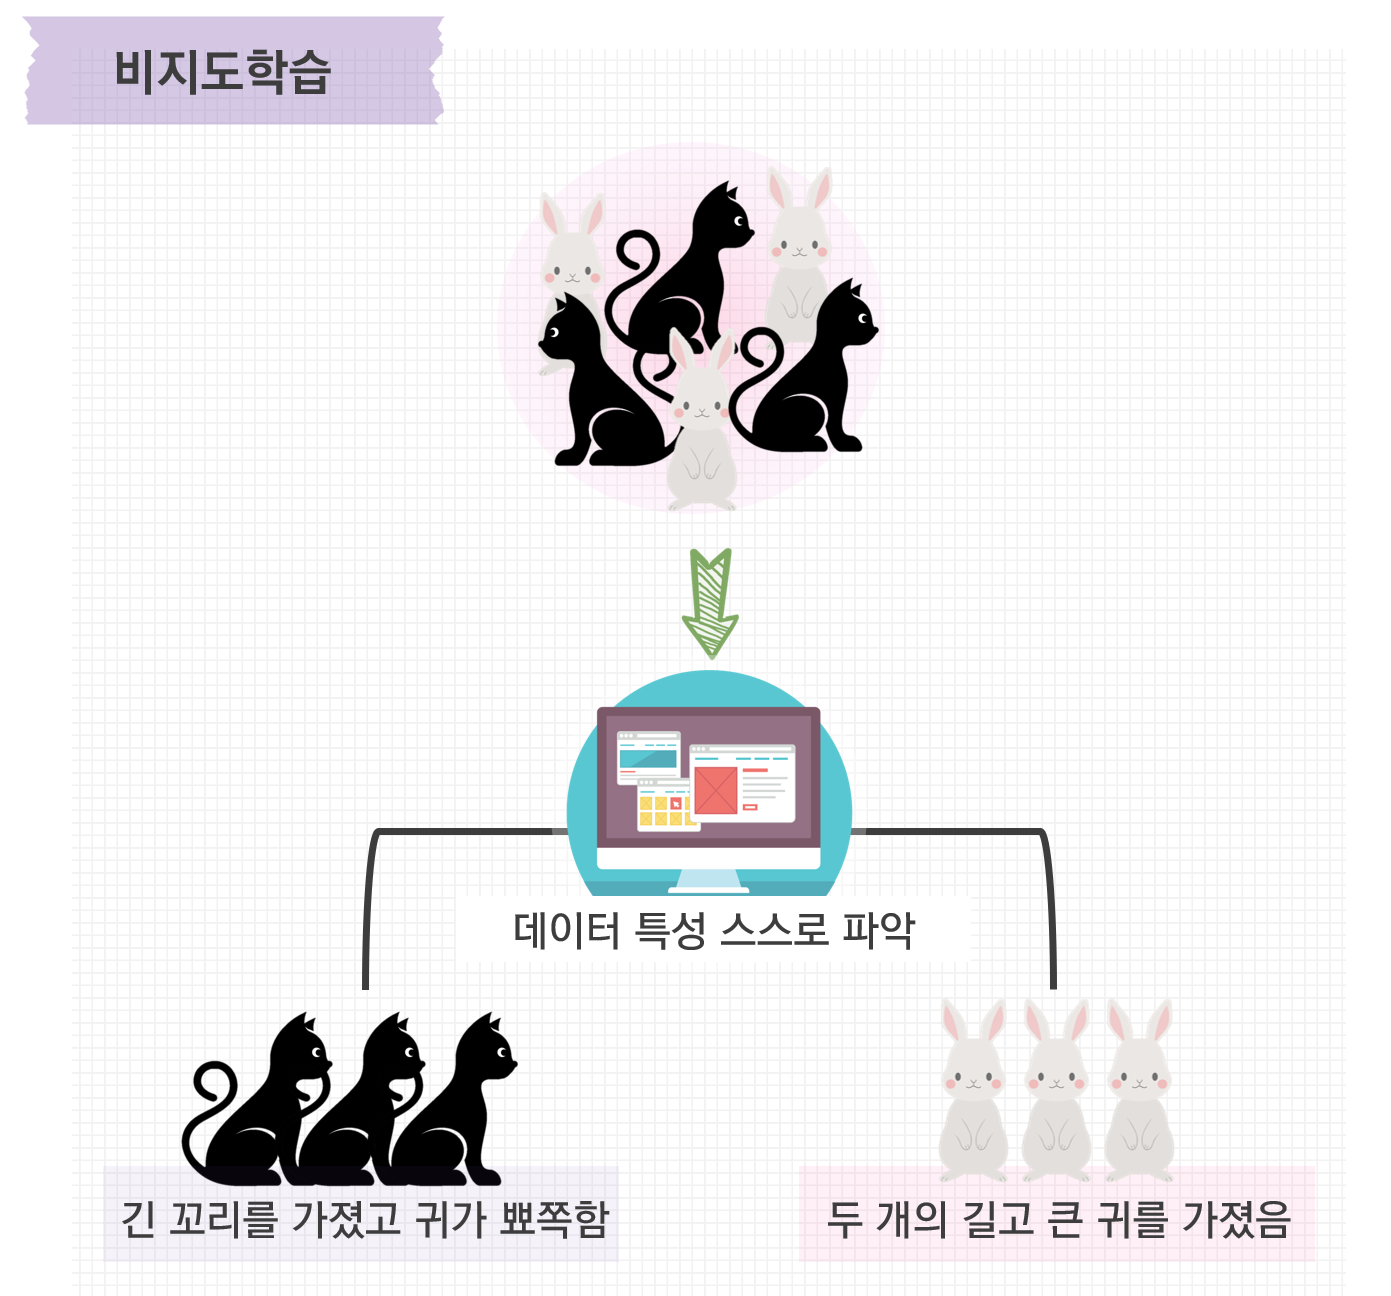 비지도학습
데이터 특성 스스로 파악
긴 꼬리를 가졌고 귀가 뾰쪽함
두 개의 길고 큰 귀를 가졌음